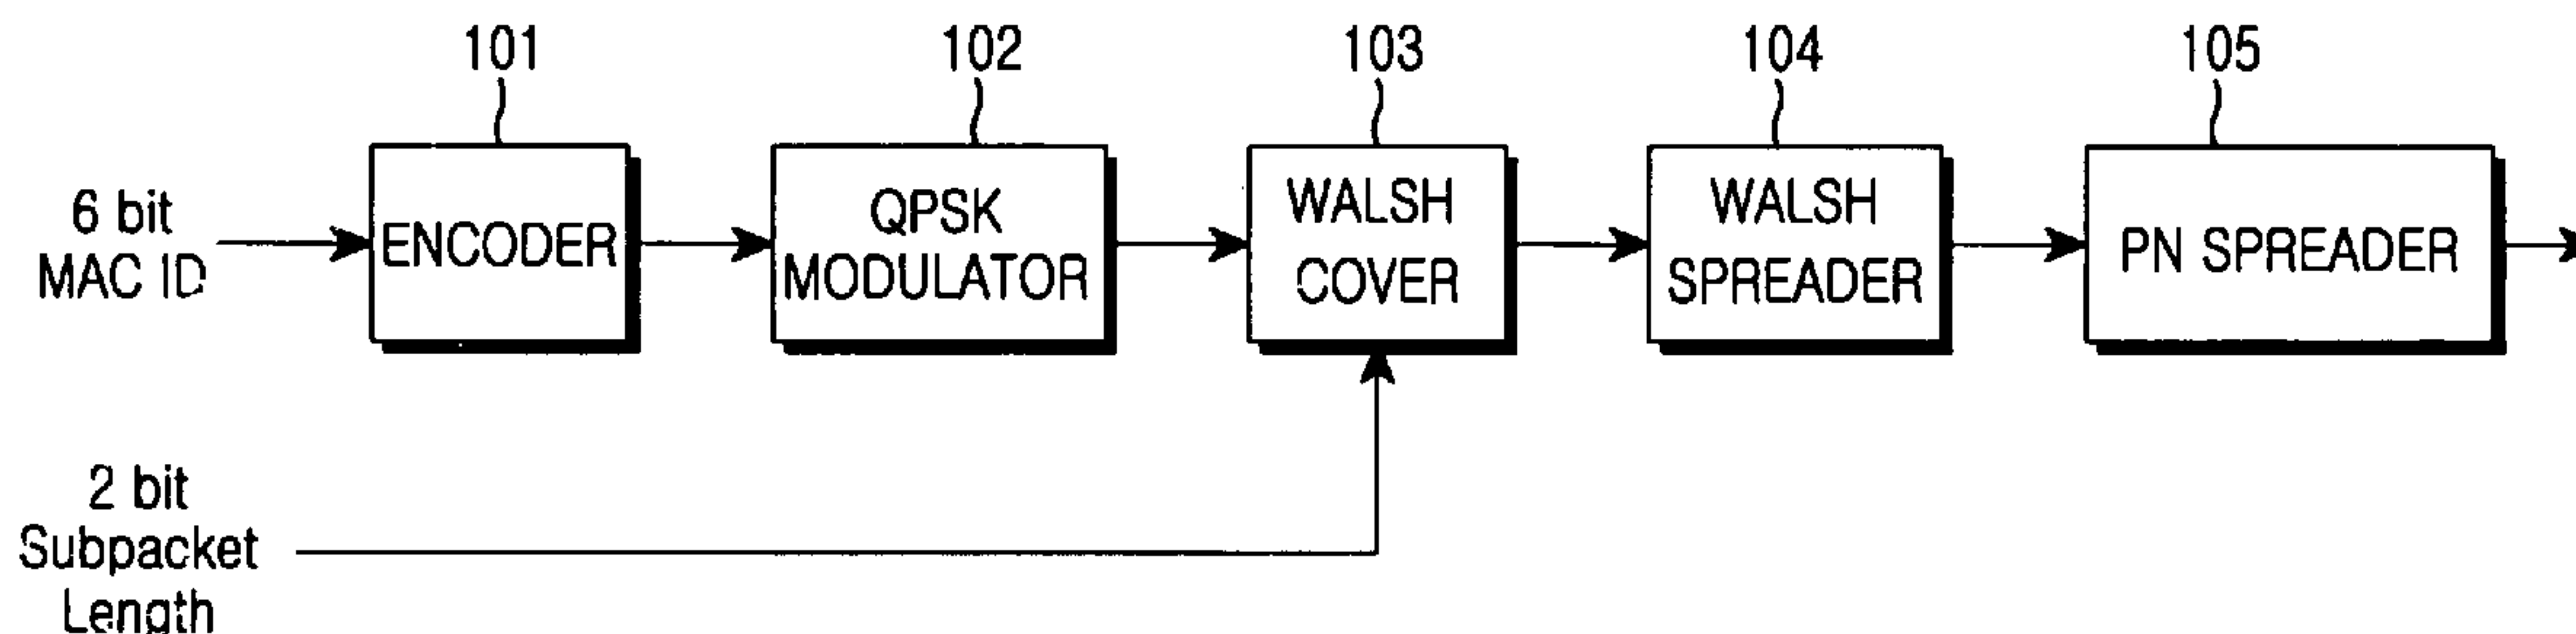 101
102
103
104
105
6 bit
MAC ID
ENCODER
QPSK
MODULATOR
WALSH
COVER
WALSH
SPREADER
PN SPREADER
2 bit
Subpacket
Length